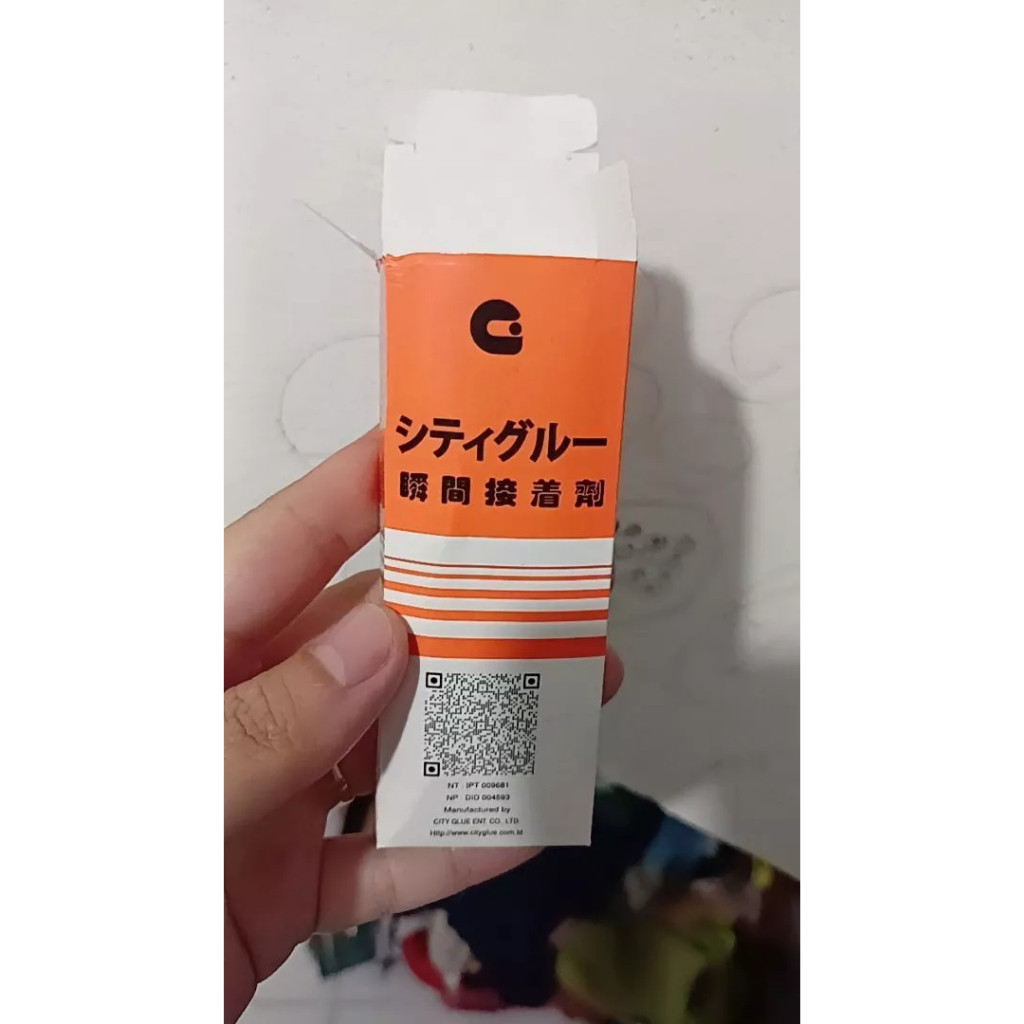 シティグルー
瞬間接着剤
NT : IPT 009681
NP : DID 004593
Manufactured by
CITY GLUE ENT. CO., LTD
Http://www.cityglue.com.id